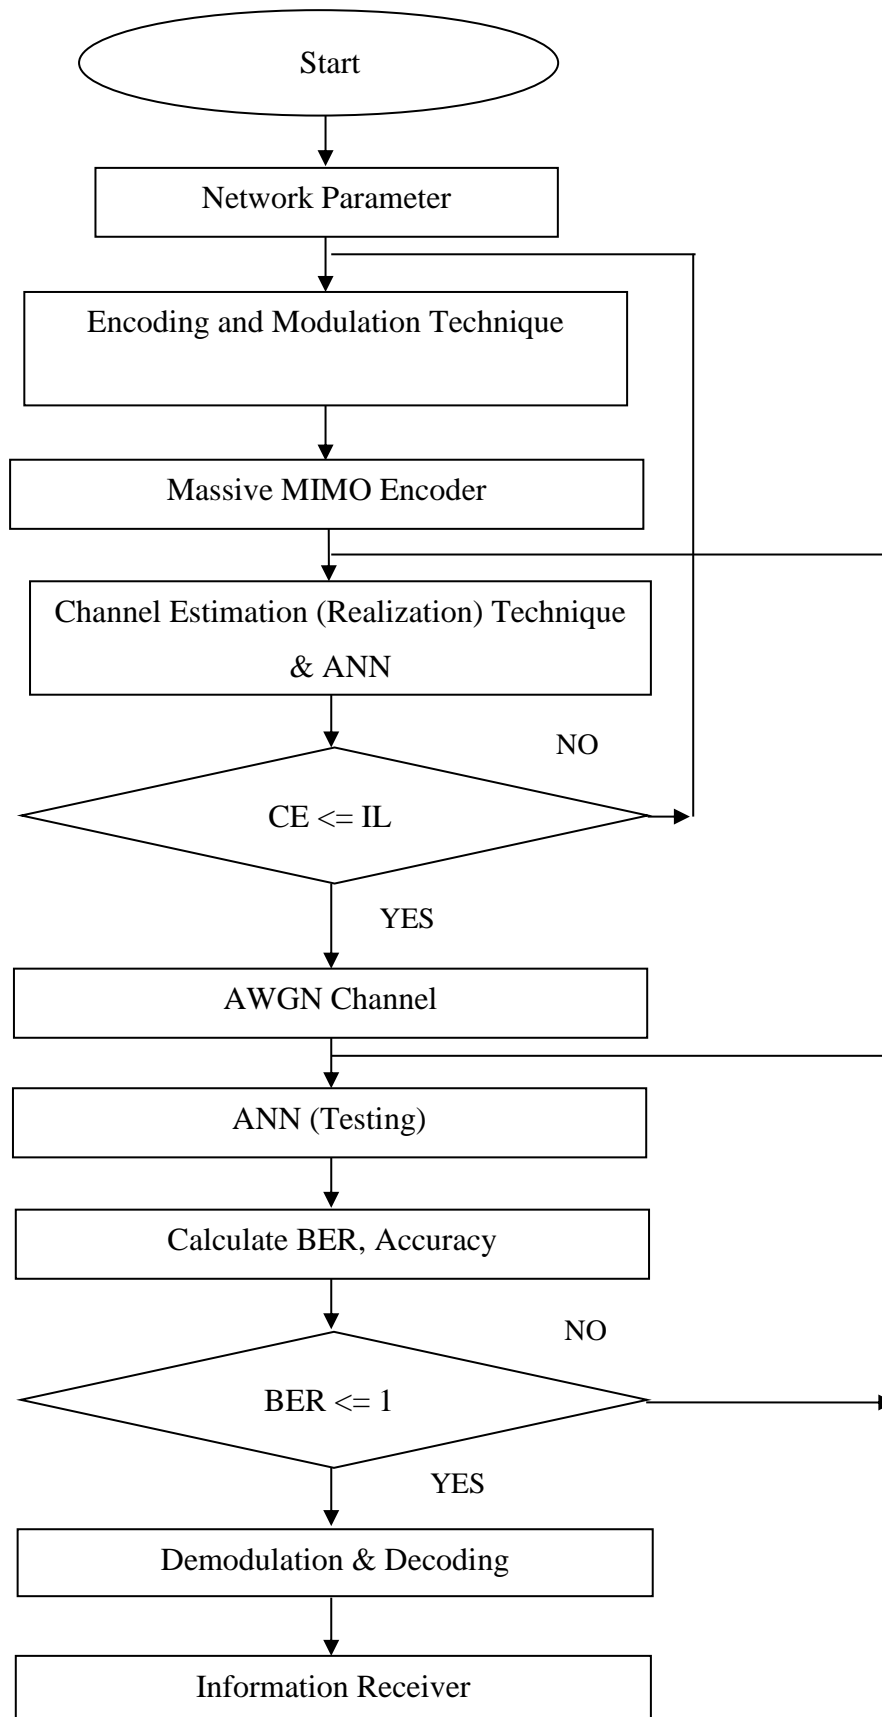 Start
Network Parameter
Encoding and Modulation Technique
Massive MIMO Encoder
Channel Estimation (Realization) Technique
& ANN
NO
CE <= IL
YES
AWGN Channel
ANN (Testing)
Calculate BER, Accuracy
NO
BER <= 1
YES
Demodulation & Decoding
Information Receiver